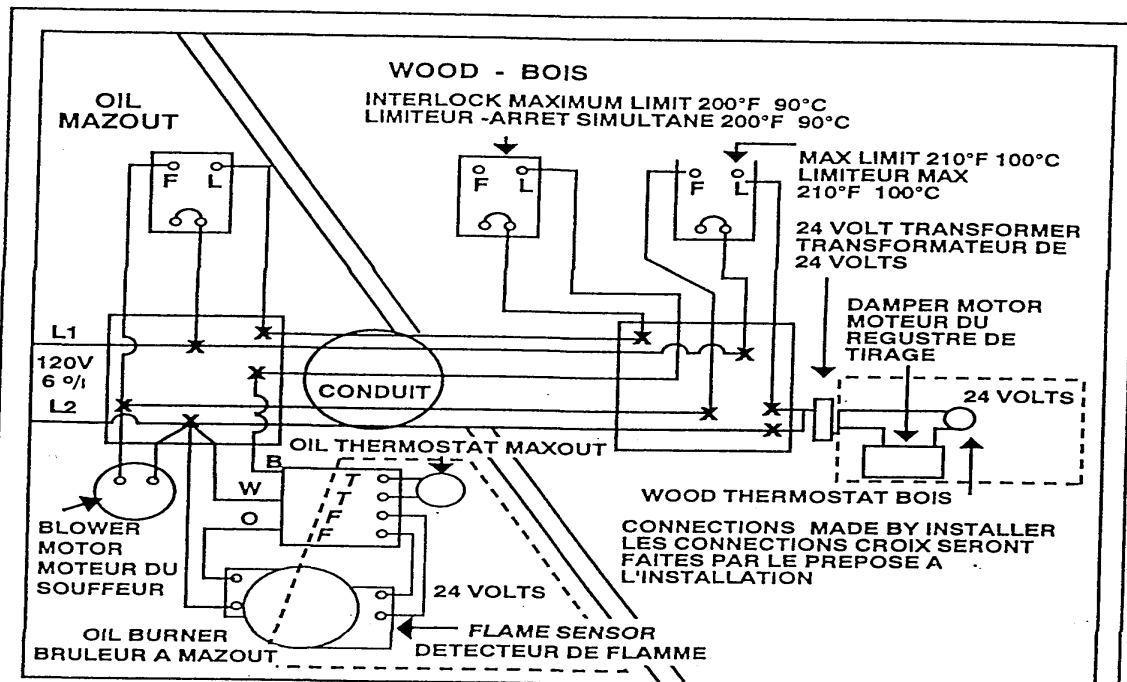 WOOD - BOIS
INTERLOCK MAXIMUM LIMIT 200°F 90°C
LIMITEUR -ARRET SIMULTANE 200°F 90°C
OIL
MAZOUT
F L
F L
F L
MAX LIMIT 210°F 100°C
LIMITEUR MAX
210°F 100°C
24 VOLT TRANSFORMER
TRANSFORMATEUR DE
24 VOLTS
DAMPER MOTOR
MOTEUR DU
REGUSTRE DE
TIRAGE
L1
120V
L2
CONDUIT
24 VOLTS
OIL THERMOSTAT MAXOUT
B
W
O
T
T
F
F
WOOD THERMOSTAT BOIS
BLOWER
MOTOR
MOTEUR DU
SOUFFEUR
CONNECTIONS MADE BY INSTALLER
LES CONNECTIONS CROIX SERONT
FAITES PAR LE PREPOSE A
L'INSTALLATION
24 VOLTS
OIL BURNER
BRULEUR A MAZOUT
FLAME SENSOR
DETECTEUR DE FLAMME